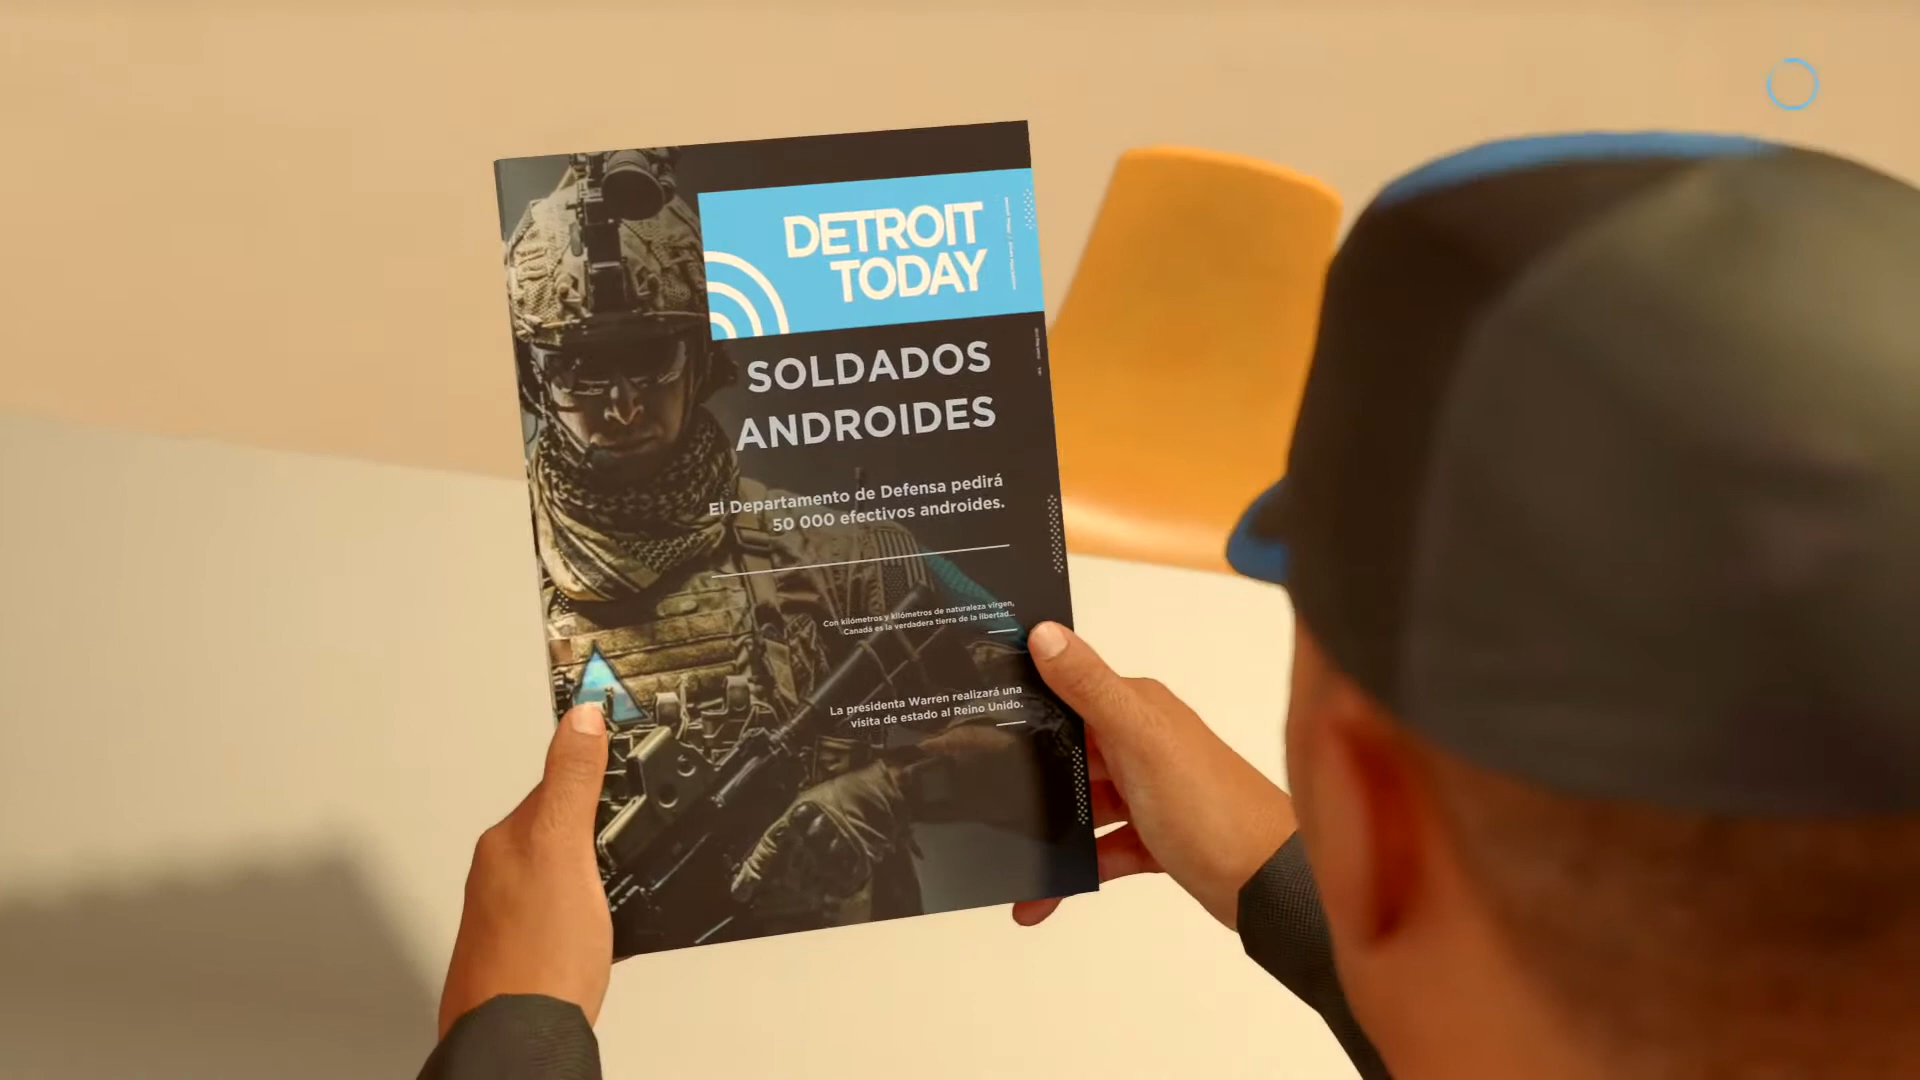 DETROIT
TODAY
SOLDADOS
ANDROIDES
El Departamento de Defensa pedirá
50 000 efectivos androides.
Con kilómetros y kilómetros de naturaleza virgen,
Canadá es la verdadera tierra de la libertad...
La presidenta Warren realizará una
visita de estado al Reino Unido.